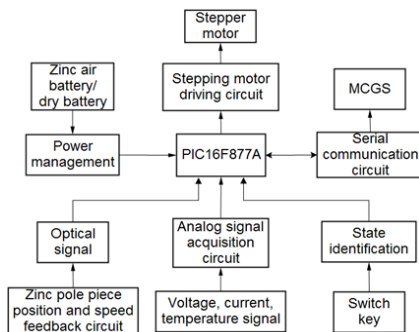 Stepper
motor
Zinc air
battery/
dry battery
Stepping motor
driving circuit
MCGS
Power
management
PIC16F877A
Serial
communication
circuit
Optical
signal
Analog signal
acquisition
circuit
State
identification
Zinc pole piece
position and speed
feedback circuit
Voltage, current,
temperature signal
Switch
key